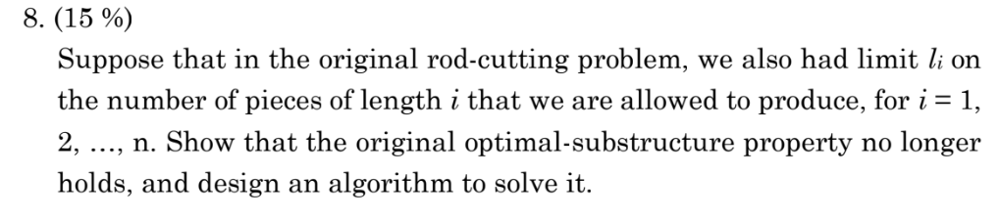 8. (15 %)
Suppose that in the original rod-cutting problem, we also had limit li on
the number of pieces of length i that we are allowed to produce, for i = 1,
2, ..., n. Show that the original optimal-substructure property no longer
holds, and design an algorithm to solve it.